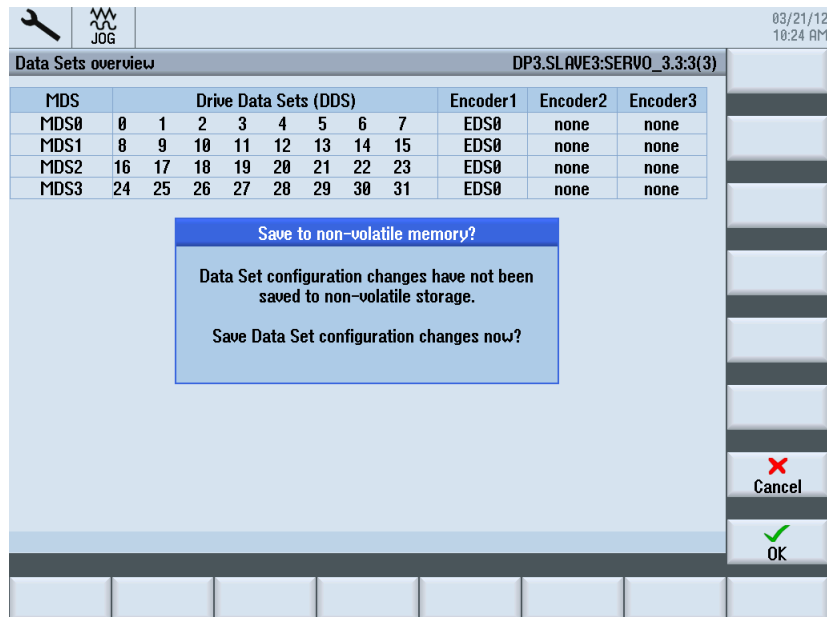 JOG
03/21/12
10:24 AM
Data Sets overview DP3.SLAVE3:SERVO_3.3:3(3)
MDS Drive Data Sets (DDS) Encoder1 Encoder2 Encoder3
MDS0 0 1 2 3 4 5 6 7 EDS0 none none
MDS1 8 9 10 11 12 13 14 15 EDS0 none none
MDS2 16 17 18 19 20 21 22 23 EDS0 none none
MDS3 24 25 26 27 28 29 30 31 EDS0 none none
Save to non-volatile memory?
Data Set configuration changes have not been
saved to non-volatile storage.
Save Data Set configuration changes now?
Cancel
OK